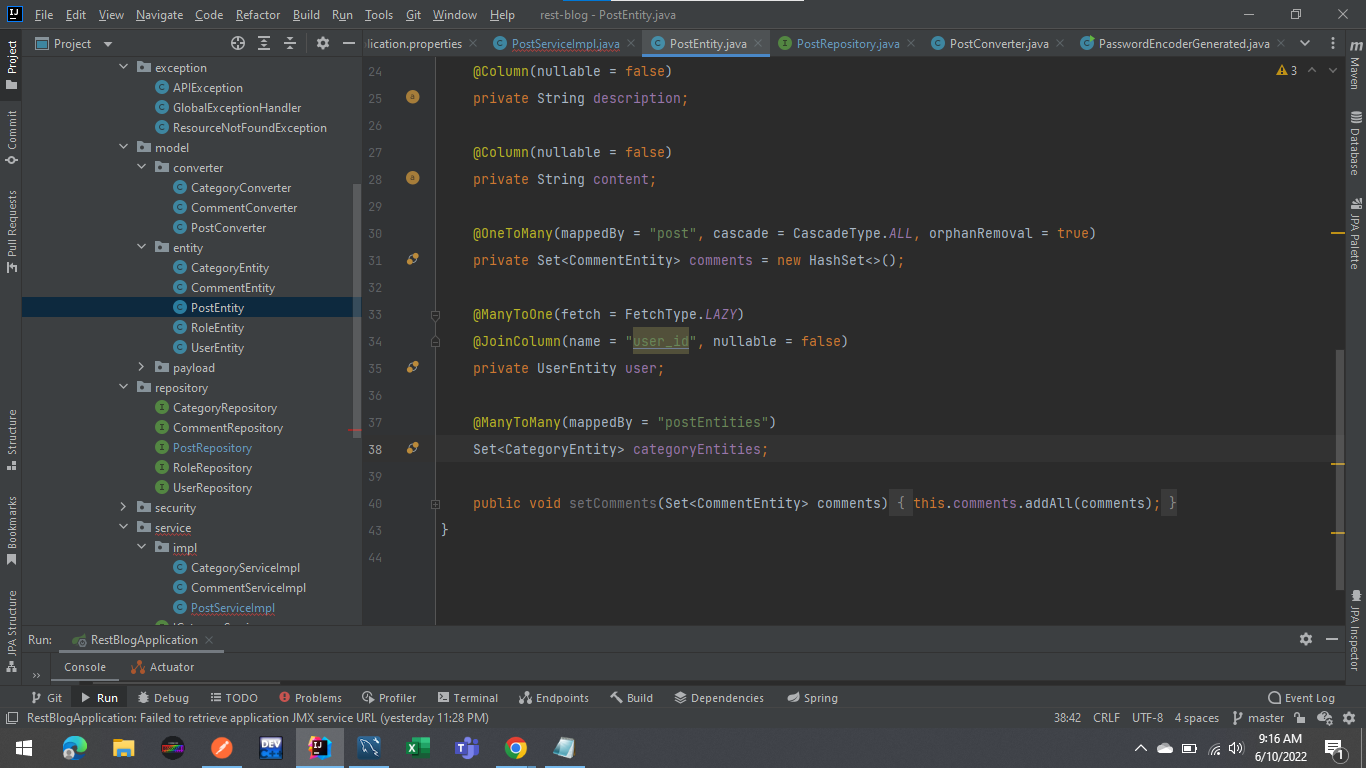 File Edit View Navigate Code Refactor Build Run Tools Git Window Help rest-blog - PostEntity.java
Project
lication.properties PostServiceImpl.java PostEntity.java PostRepository.java PostConverter.java PasswordEncoderGenerated.java
Project
Commit
Pull Requests
Structure
Bookmarks
JPA Structure
exception
APIException
GlobalExceptionHandler
ResourceNotFoundException
model
converter
CategoryConverter
CommentConverter
PostConverter
entity
CategoryEntity
CommentEntity
PostEntity
RoleEntity
UserEntity
payload
repository
CategoryRepository
CommentRepository
PostRepository
RoleRepository
UserRepository
security
service
impl
CategoryServiceImpl
CommentServiceImpl
PostServiceImpl
3
24 @Column(nullable = false)
25 private String description;
26
27 @Column(nullable = false)
28 private String content;
29
30 @OneToMany(mappedBy = "post", cascade = CascadeType.ALL, orphanRemoval = true)
31 private Set<CommentEntity> comments = new HashSet<>();
32
33 @ManyToOne(fetch = FetchType.LAZY)
34 @JoinColumn(name = "user_id", nullable = false)
35 private UserEntity user;
36
37 @ManyToMany(mappedBy = "postEntities")
38 Set<CategoryEntity> categoryEntities;
39
40 public void setComments(Set<CommentEntity> comments) { this.comments.addAll(comments); }
43 }
44
Maven
Database
JPA Palette
JPA Inspector
Run: RestBlogApplication
Console Actuator
Git Run Debug TODO Problems Profiler Terminal Endpoints Build Dependencies Spring Event Log
RestBlogApplication: Failed to retrieve application JMX service URL (yesterday 11:28 PM) 38:42 CRLF UTF-8 4 spaces master
9:16 AM
6/10/2022
1